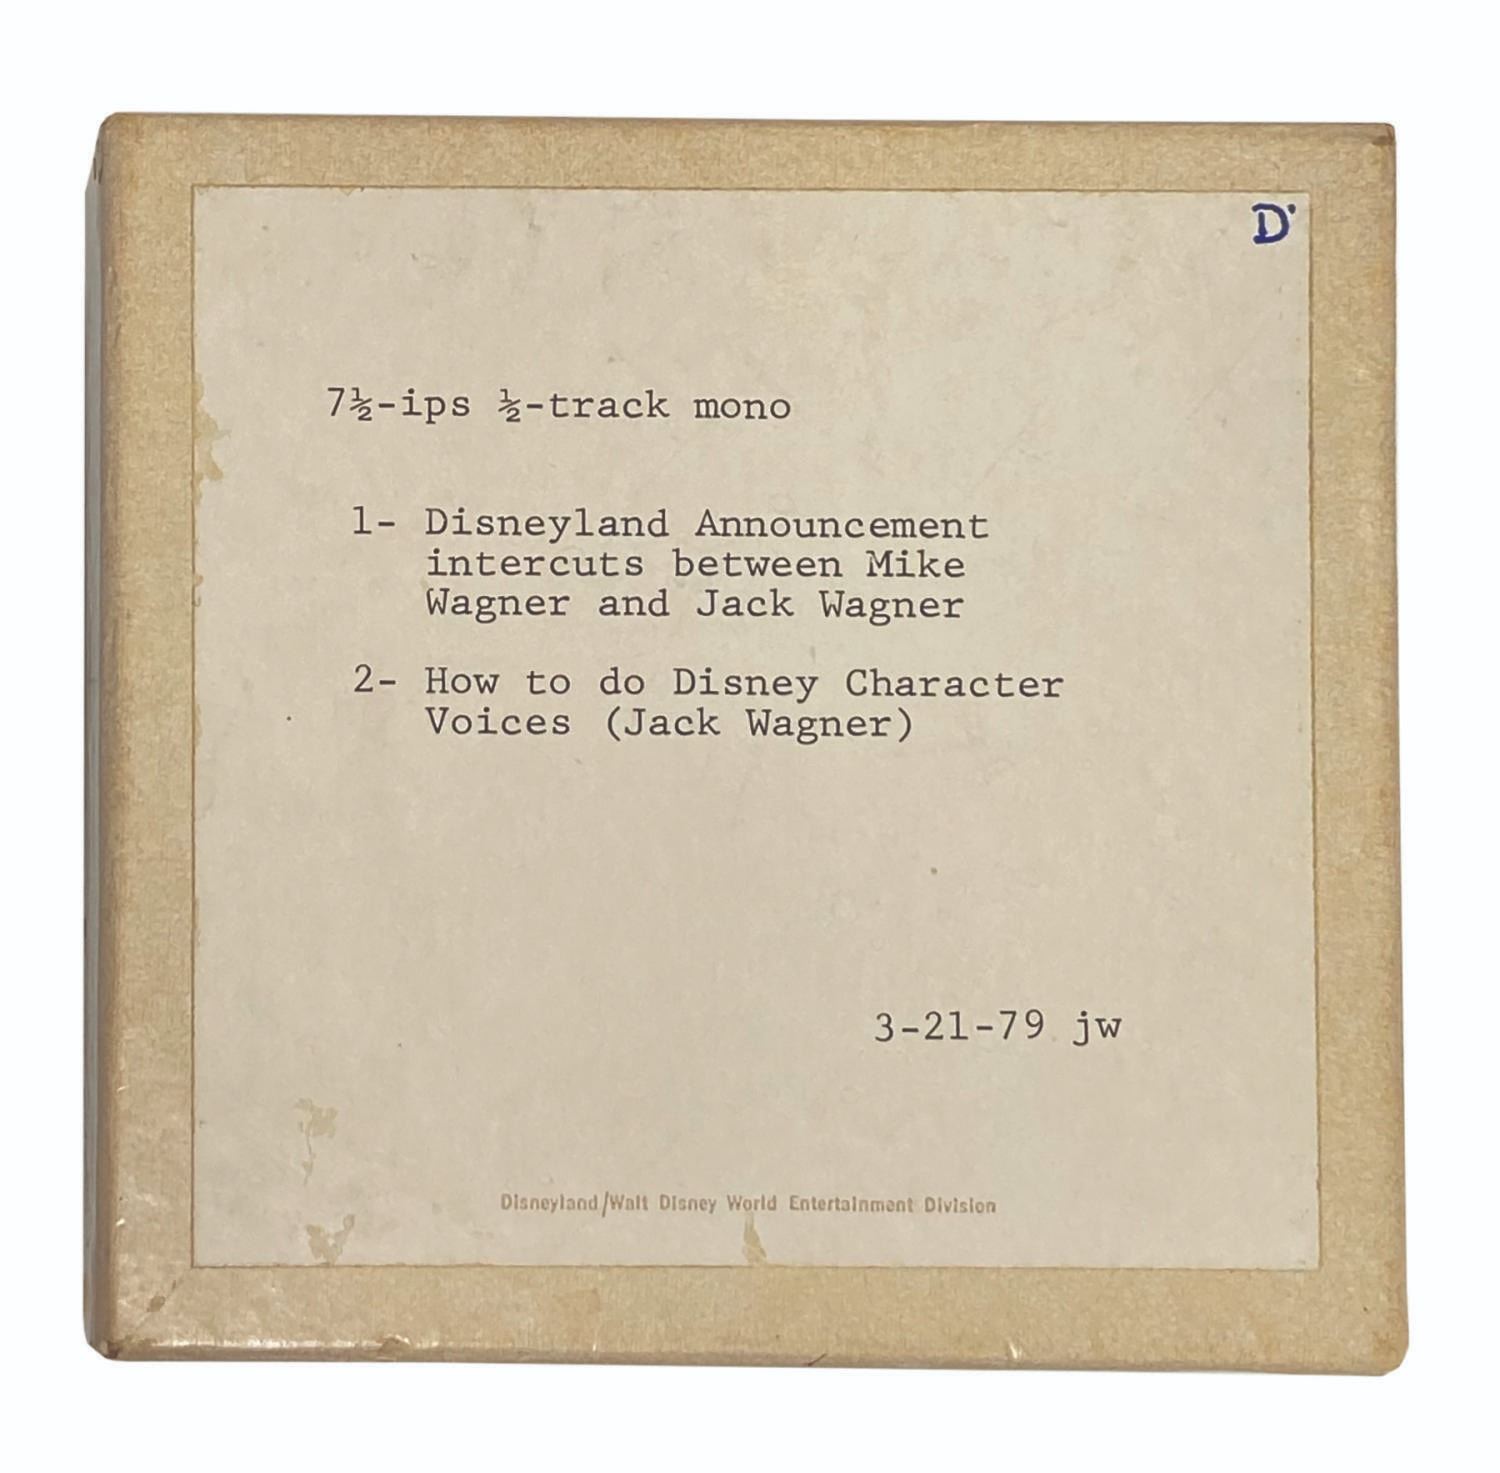 D'
7½-ips ½-track mono
1- Disneyland Announcement
intercuts between Mike
Wagner and Jack Wagner
2- How to do Disney Character
Voices (Jack Wagner)
3-21-79 jw
Disneyland/Walt Disney World Entertainment Division